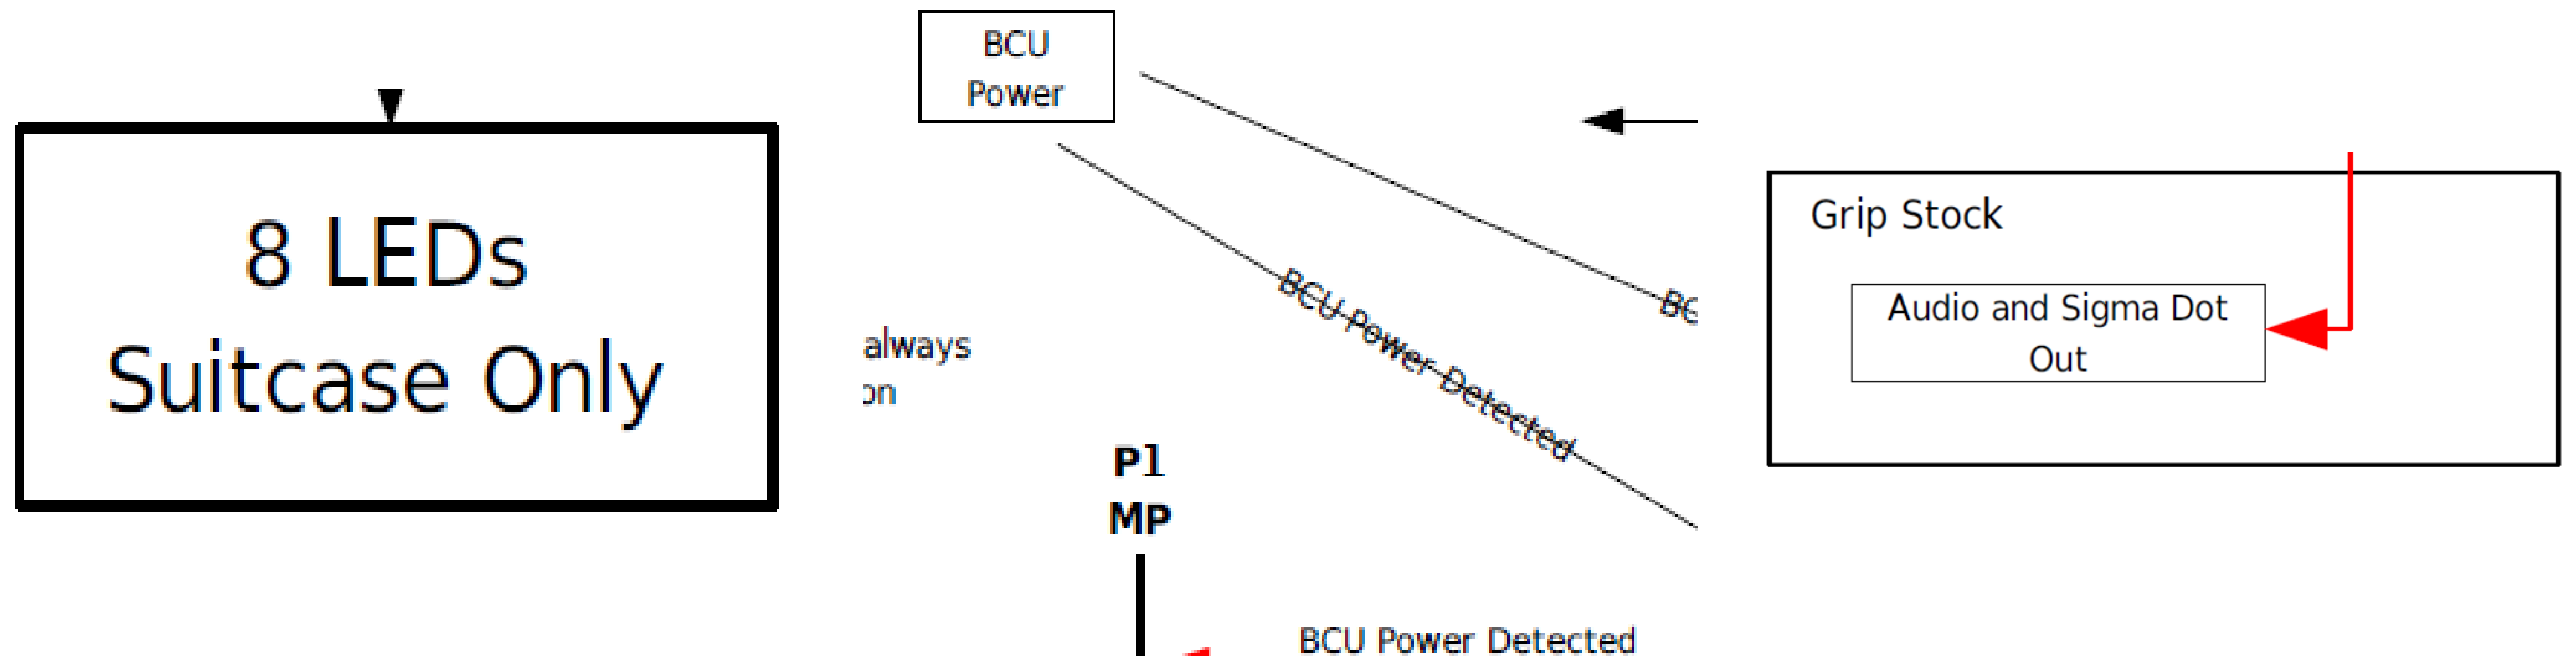 8 LEDs
Suitcase Only
BCU
Power
BCU Power Detected
always
on
P1
MP
BCU Power Detected
Grip Stock
Audio and Sigma Dot
Out